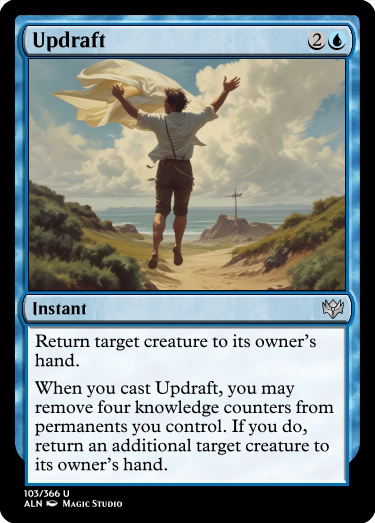 Updraft 2
Instant
Return target creature to its owner's
hand.
When you cast Updraft, you may
remove four knowledge counters from
permanents you control. If you do,
return an additional target creature to
its owner's hand.
103/366 U
ALN Magic Studio